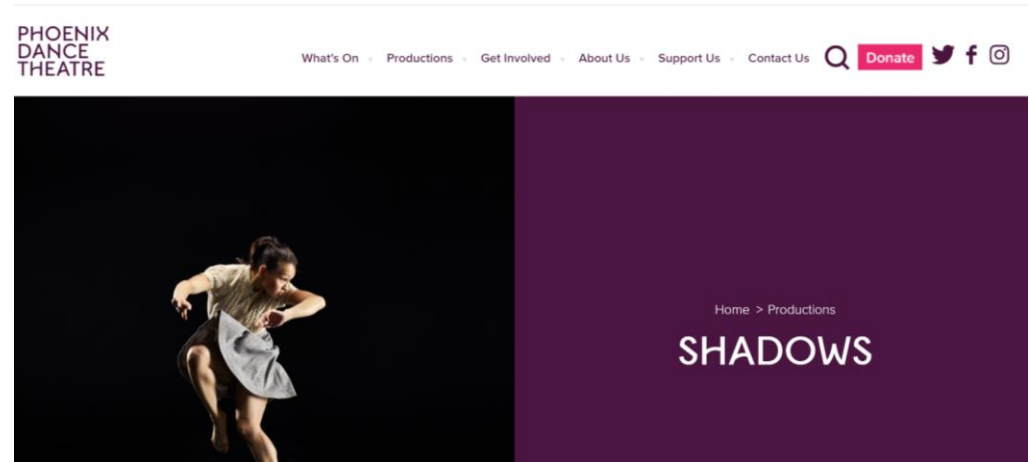 PHOENIX
DANCE
THEATRE
What's On
Productions
Get Involved
About Us
Support Us
Contact Us
Donate
Home > Productions
SHADOWS